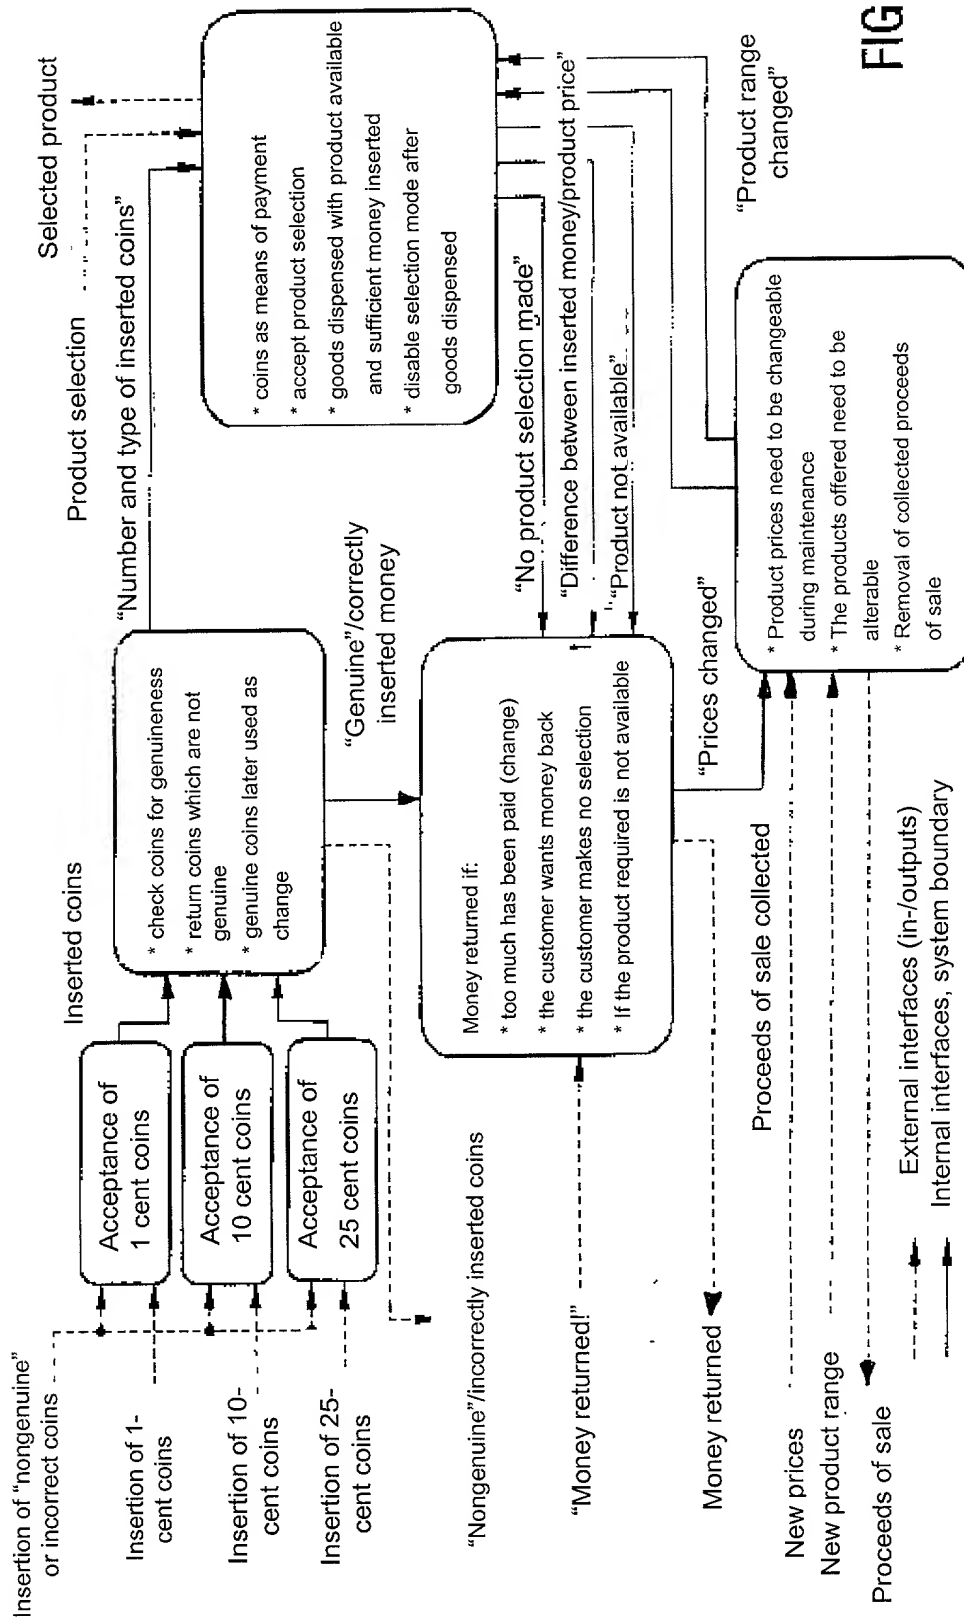 Insertion of "nongenuine"
or incorrect coins
Insertion of 1-
cent coins
Insertion of 10-
cent coins
Insertion of 25-
cent coins
Acceptance of
1 cent coins
Acceptance of
10 cent coins
Acceptance of
25 cent coins
Inserted coins
* check coins for genuineness
* return coins which are not
genuine
* genuine coins later used as
change
"Number and type of inserted coins"
Product selection
Selected product
* coins as means of payment
* accept product selection
* goods dispensed with product available
and sufficient money inserted
* disable selection mode after
goods dispensed
"Genuine"/correctly
inserted money
"Nongenuine"/incorrectly inserted coins
"No product selection made"
"Difference between inserted money/product price"
"Product not available"
"Money returned!"
Money returned if:
* too much has been paid (change)
* the customer wants money back
* the customer makes no selection
* If the product required is not available
Money returned
"Prices changed"
"Product range
changed"
Proceeds of sale collected
New prices
New product range
Proceeds of sale
* Product prices need to be changeable
during maintenance
* The products offered need to be
alterable
* Removal of collected proceeds
of sale
External interfaces (in-/outputs)
Internal interfaces, system boundary
FIG